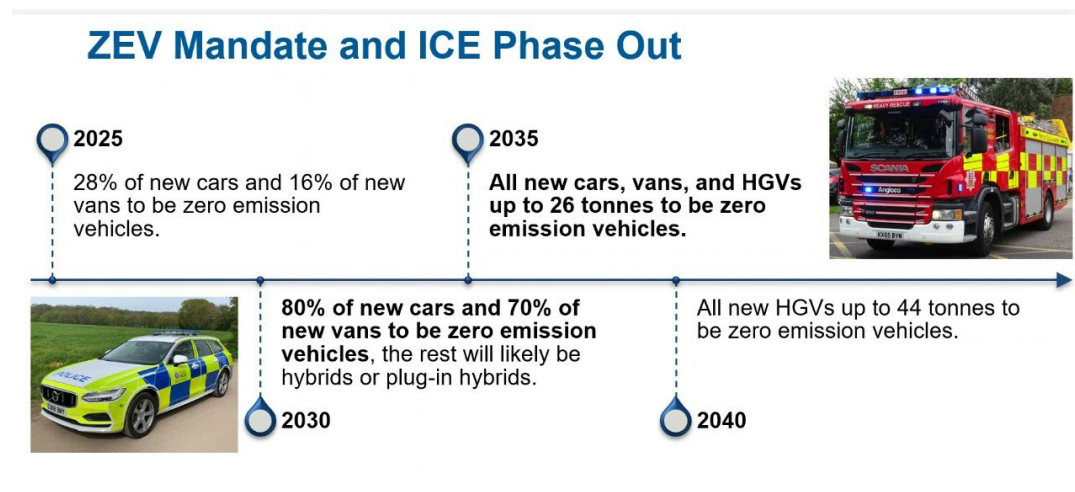 ZEV Mandate and ICE Phase Out
2025
28% of new cars and 16% of new
vans to be zero emission
vehicles.
2035
All new cars, vans, and HGVs
up to 26 tonnes to be zero
emission vehicles.
HEAVY RESCUE
SCANIA
Angloco
KX65 BYN
POLICE
80% of new cars and 70% of
new vans to be zero emission
vehicles, the rest will likely be
hybrids or plug-in hybrids.
2030
All new HGVs up to 44 tonnes to
be zero emission vehicles.
2040